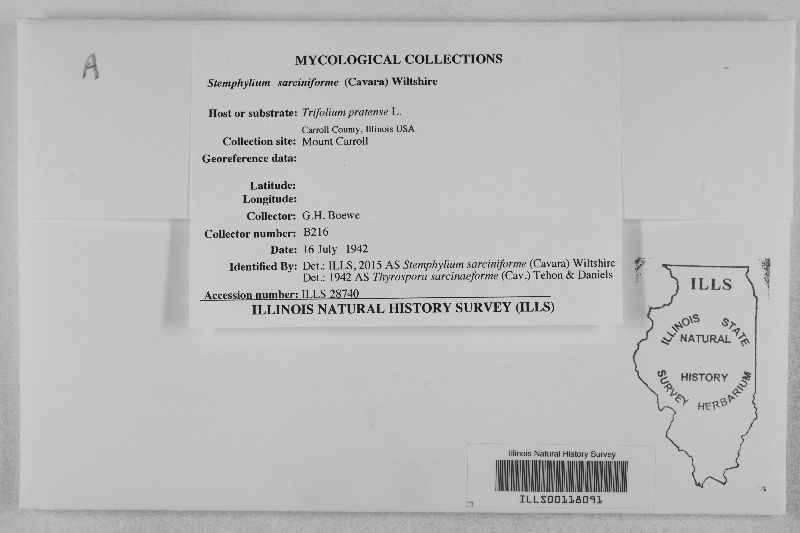 A
MYCOLOGICAL COLLECTIONS
Stemphylium sarciniforme (Cavara) Wiltshire
Host or substrate: Trifolium pratense L.
Carroll County, Illinois USA
Collection site: Mount Carroll
Georeference data:
Latitude:
Longitude:
Collector: G.H. Boewe
Collector number: B216
Date: 16 July 1942
Identified By: Det.: ILLS, 2015 AS Stemphylium sarciniforme (Cavara) Wiltshire
Det.: 1942 AS Thyrospora sarcinaeforme (Cav.) Tehon & Daniels
Accession number: ILLS 28740
ILLINOIS NATURAL HISTORY SURVEY (ILLS)
ILLS
ILLINOIS STATE
NATURAL
HISTORY
SURVEY HERBARIUM
Illinois Natural History Survey
ILLS00118091